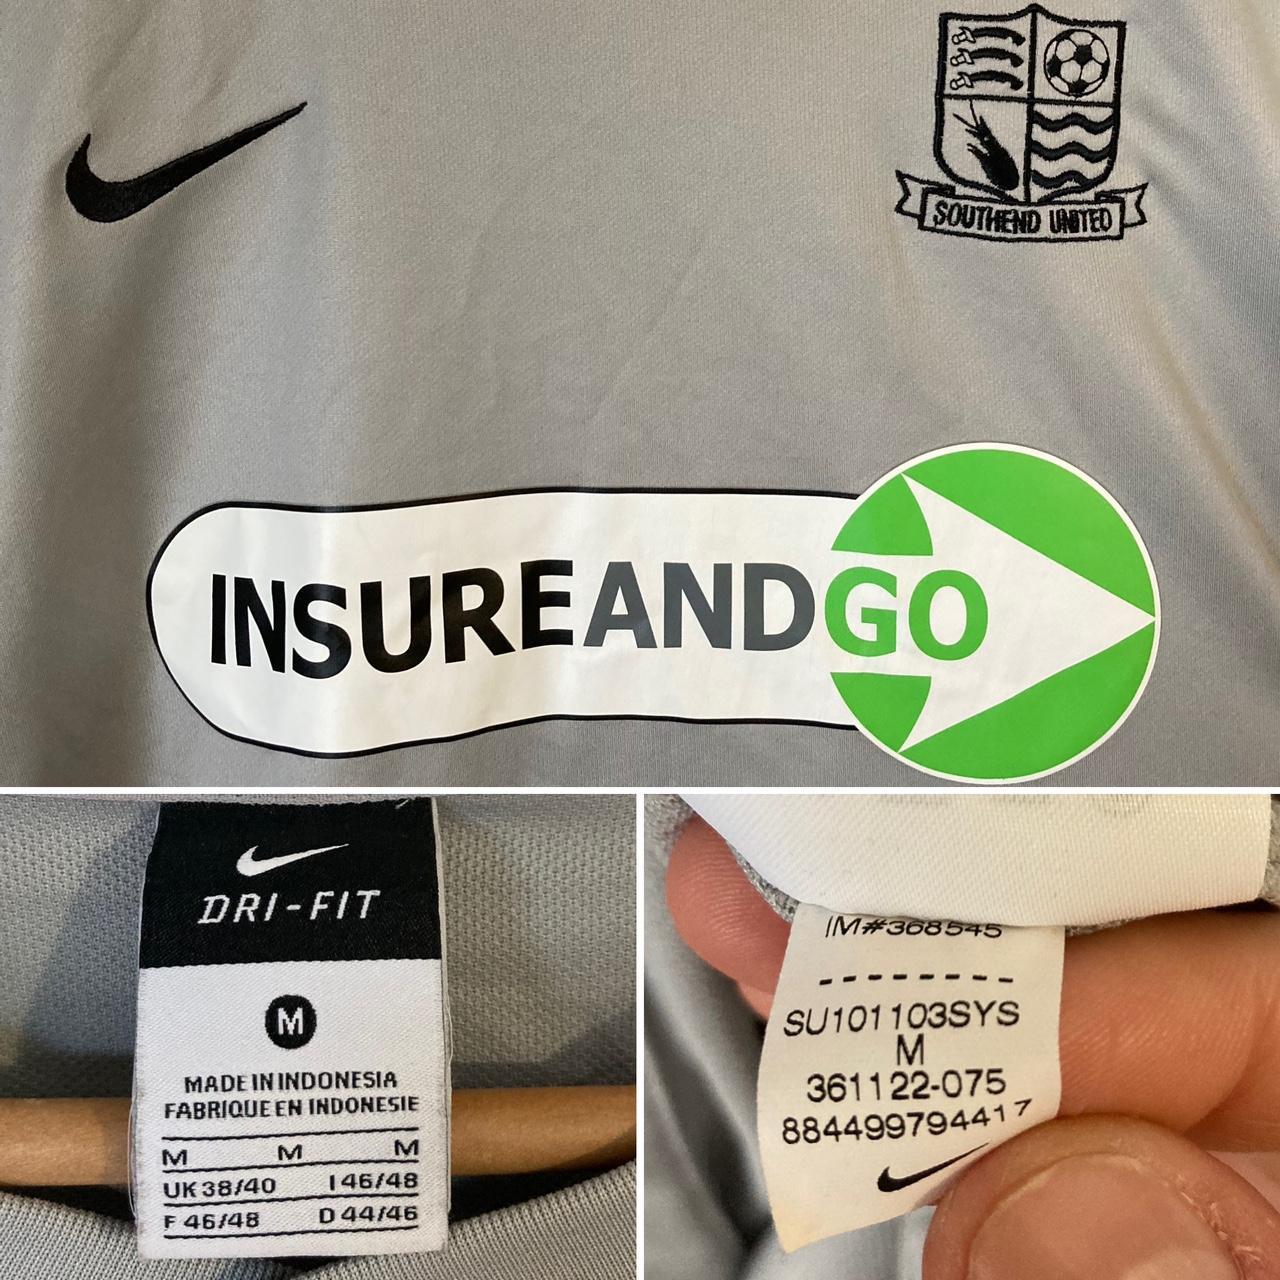 SOUTHEND UNITED
INSUREANDGO
DRI-FIT
M
MADE IN INDONESIA
FABRIQUE EN INDONESIE
M M M
UK 38/40 I 46/48
F 46/48 D 44/46
IM#368545
---------
SU101103SYS
M
361122-075
884499794417